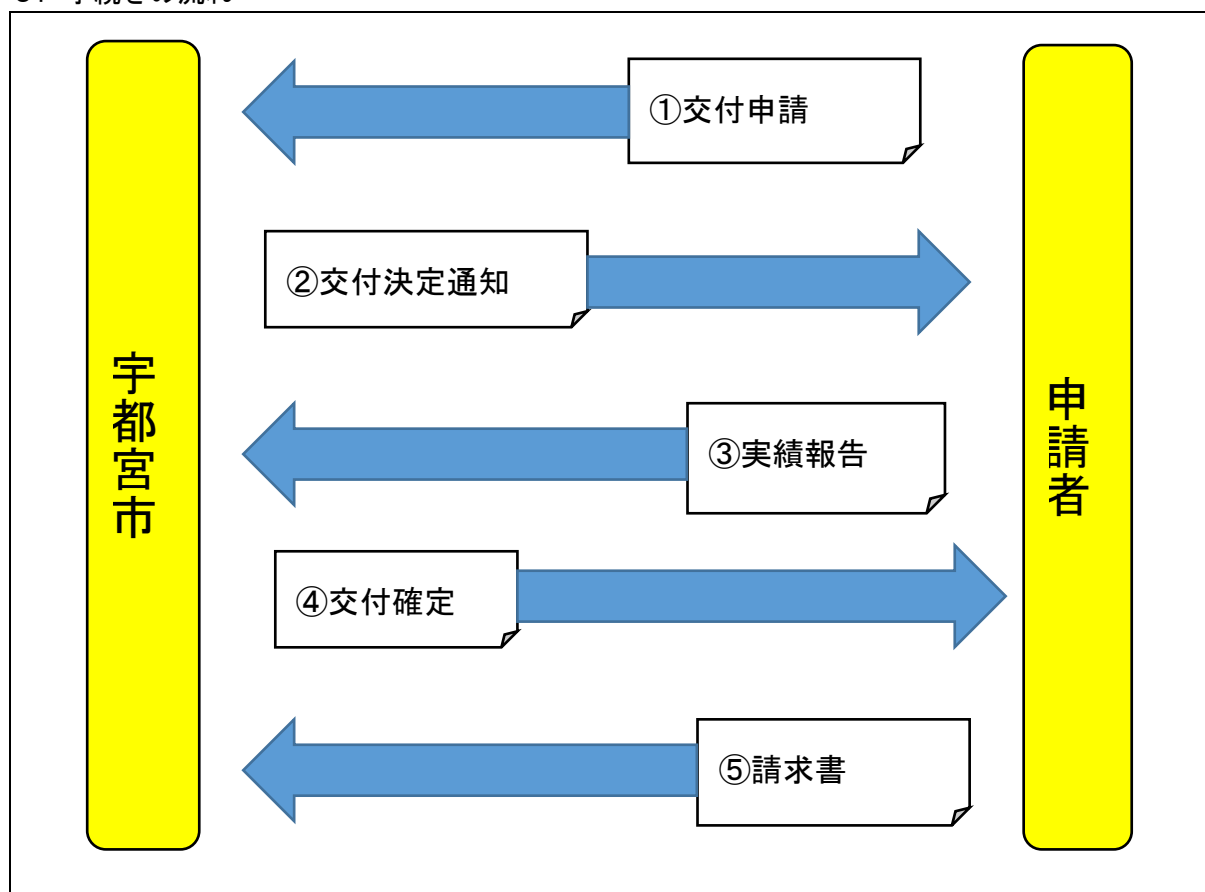 ①交付申請
②交付決定通知
宇都宮市
申請者
③実績報告
④交付確定
⑤請求書